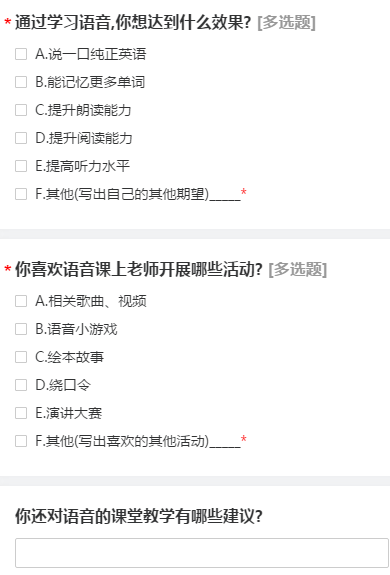 * 通过学习语音,你想达到什么效果? [多选题]
A.说一口纯正英语
B.能记忆更多单词
C.提升朗读能力
D.提升阅读能力
E.提高听力水平
F.其他(写出自己的其他期望)_____*
* 你喜欢语音课上老师开展哪些活动? [多选题]
A.相关歌曲、视频
B.语音小游戏
C.绘本故事
D.绕口令
E.演讲大赛
F.其他(写出喜欢的其他活动)_____*
你还对语音的课堂教学有哪些建议?